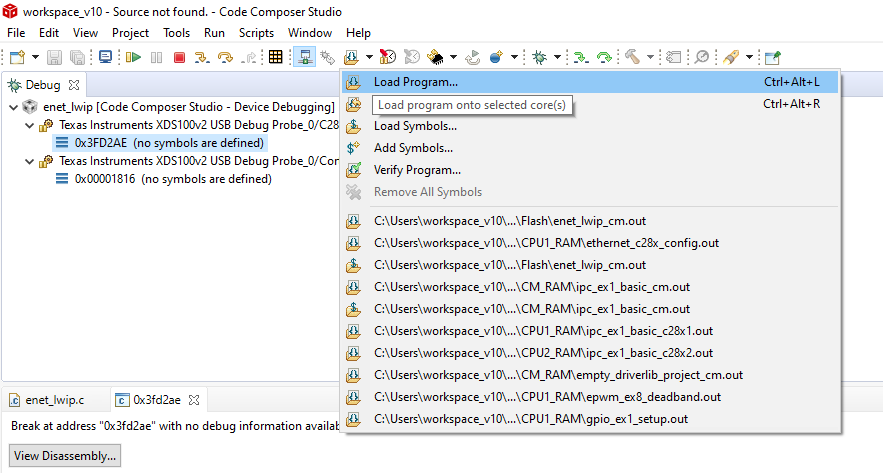 workspace_v10 - Source not found. - Code Composer Studio
File Edit View Project Tools Run Scripts Window Help
Debug
enet_lwip [Code Composer Studio - Device Debugging]
Texas Instruments XDS100v2 USB Debug Probe_0/C28
0x3FD2AE (no symbols are defined)
Texas Instruments XDS100v2 USB Debug Probe_0/Cor
0x00001816 (no symbols are defined)
Load Program... Ctrl+Alt+L
Load program onto selected core(s) Ctrl+Alt+R
Load Symbols...
Add Symbols...
Verify Program...
Remove All Symbols
C:\Users\workspace_v10\...\Flash\enet_lwip_cm.out
C:\Users\workspace_v10\...\CPU1_RAM\ethernet_c28x_config.out
C:\Users\workspace_v10\...\Flash\enet_lwip_cm.out
C:\Users\workspace_v10\...\CM_RAM\ipc_ex1_basic_cm.out
C:\Users\workspace_v10\...\CM_RAM\ipc_ex1_basic_cm.out
C:\Users\workspace_v10\...\CPU1_RAM\ipc_ex1_basic_c28x1.out
C:\Users\workspace_v10\...\CPU2_RAM\ipc_ex1_basic_c28x2.out
C:\Users\workspace_v10\...\CM_RAM\empty_driverlib_project_cm.out
C:\Users\workspace_v10\...\CPU1_RAM\epwm_ex8_deadband.out
C:\Users\workspace_v10\...\CPU1_RAM\gpio_ex1_setup.out
enet_lwip.c 0x3fd2ae
Break at address "0x3fd2ae" with no debug information availab
View Disassembly...